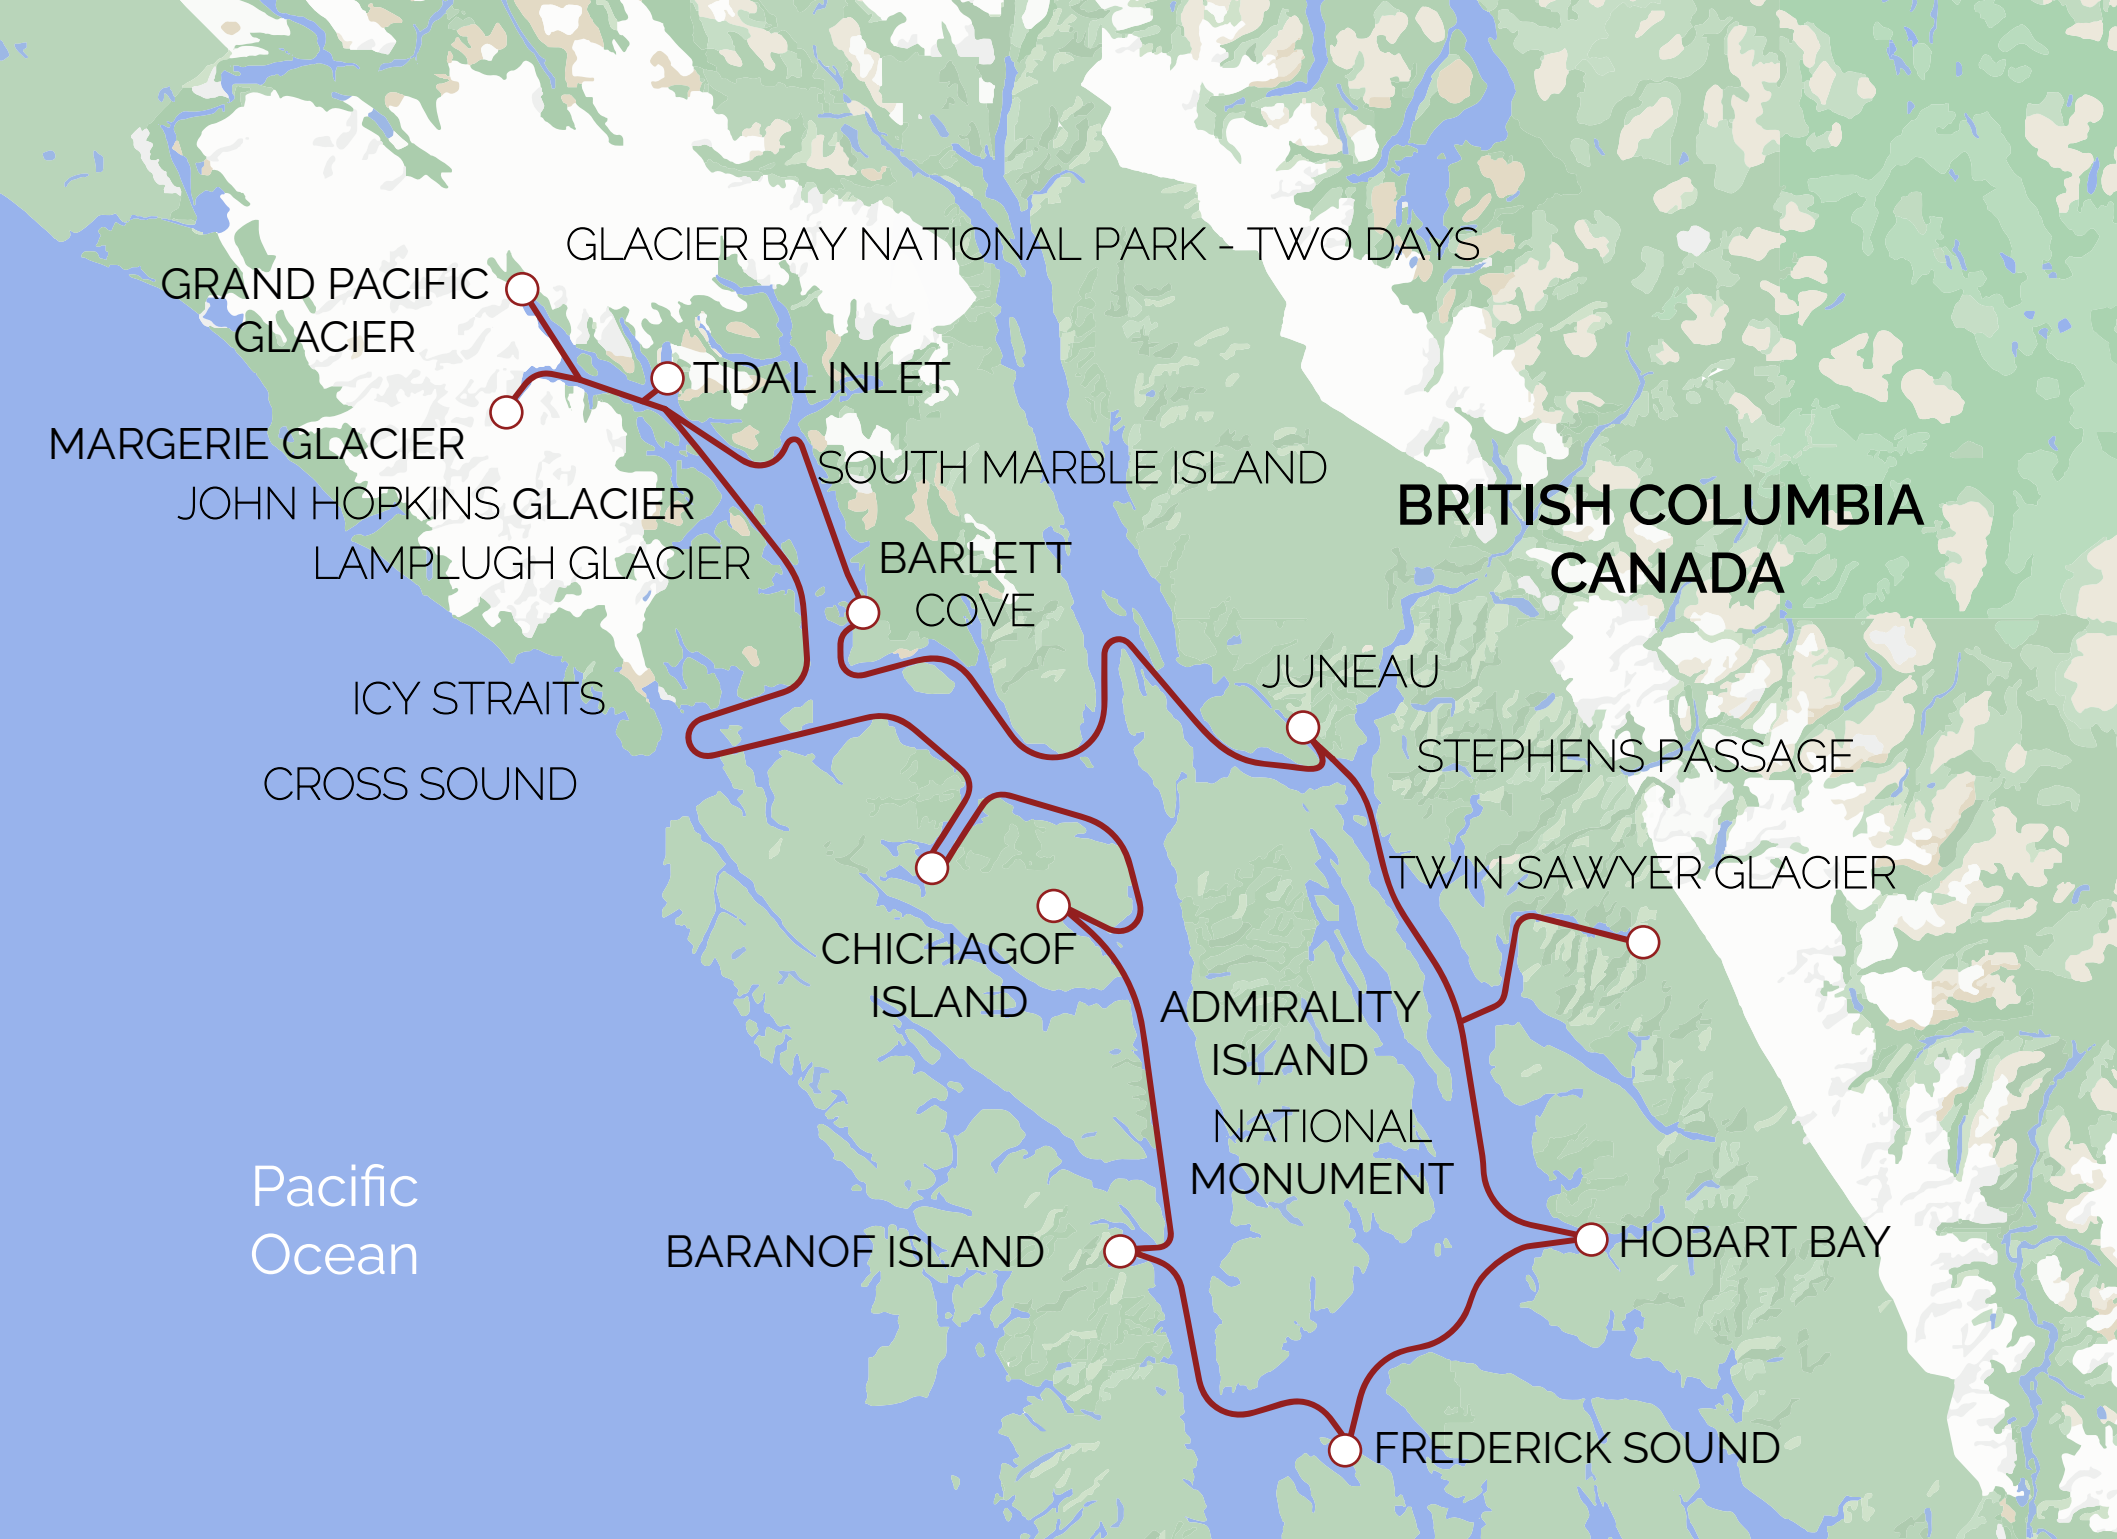 GLACIER BAY NATIONAL PARK - TWO DAYS
GRAND PACIFIC
GLACIER
TIDAL INLET
MARGERIE GLACIER
SOUTH MARBLE ISLAND
JOHN HOPKINS GLACIER
LAMPLUGH GLACIER
BRITISH COLUMBIA
CANADA
BARLETT
COVE
ICY STRAITS
JUNEAU
CROSS SOUND
STEPHENS PASSAGE
TWIN SAWYER GLACIER
CHICHAGOF
ISLAND
ADMIRALITY
ISLAND
NATIONAL
MONUMENT
Pacific
Ocean
BARANOF ISLAND
HOBART BAY
FREDERICK SOUND